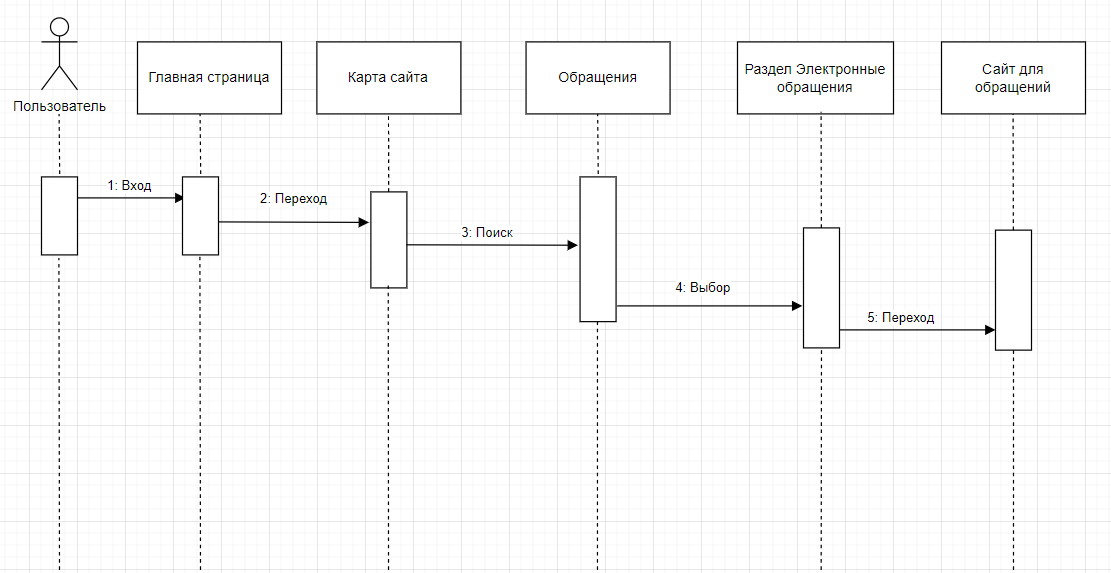 Пользователь
Главная страница
Карта сайта
Обращения
Раздел Электронные
обращения
Сайт для
обращений
1: Вход
2: Переход
3: Поиск
4: Выбор
5: Переход